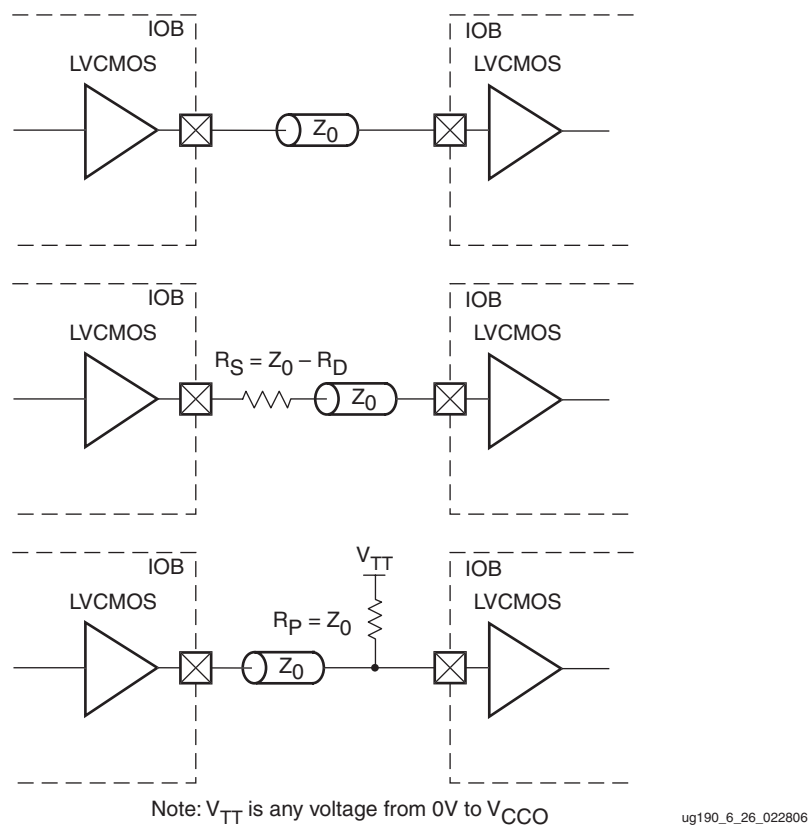 IOB
IOB
LVCMOS
LVCMOS
Z0
IOB
IOB
LVCMOS
LVCMOS
RS = Z0 – RD
Z0
IOB
VTT
IOB
LVCMOS
LVCMOS
RP = Z0
Z0
Note: VTT is any voltage from 0V to VCCO
ug190_6_26_022806